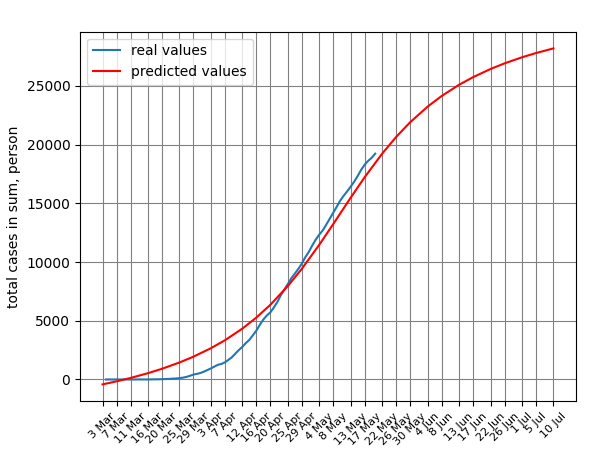 real values
predicted values
total cases in sum, person
25000
20000
15000
10000
5000
0
3 Mar
7 Mar
11 Mar
16 Mar
20 Mar
25 Mar
29 Mar
3 Apr
7 Apr
12 Apr
16 Apr
20 Apr
25 Apr
29 Apr
4 May
8 May
13 May
17 May
22 May
26 May
30 May
4 Jun
8 Jun
13 Jun
17 Jun
22 Jun
26 Jun
1 Jul
5 Jul
10 Jul